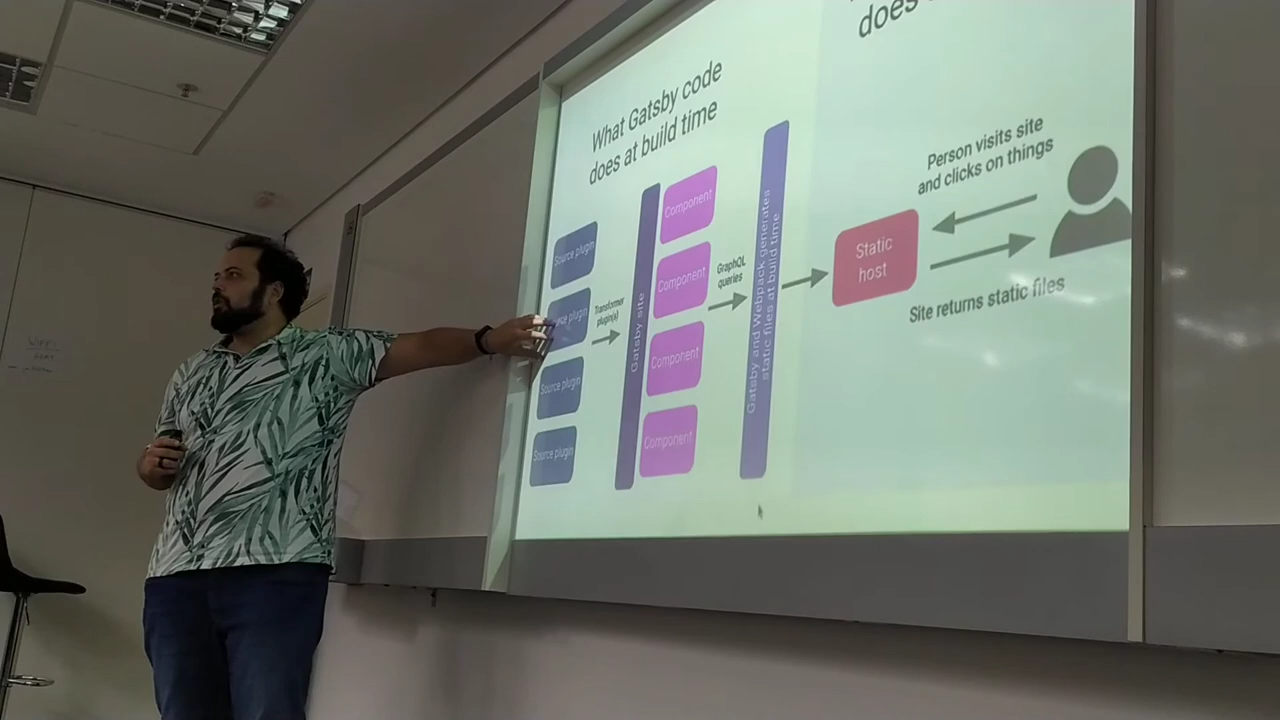 What Gatsby code
does at build time
does
Source plugin
Source plugin
Source plugin
Transformer
plugin(s)
Gatsby site
Component
Component
Component
Component
GraphQL
queries
Gatsby and Webpack generates
static files at build time
Static
host
Person visits site
and clicks on things
Site returns static files